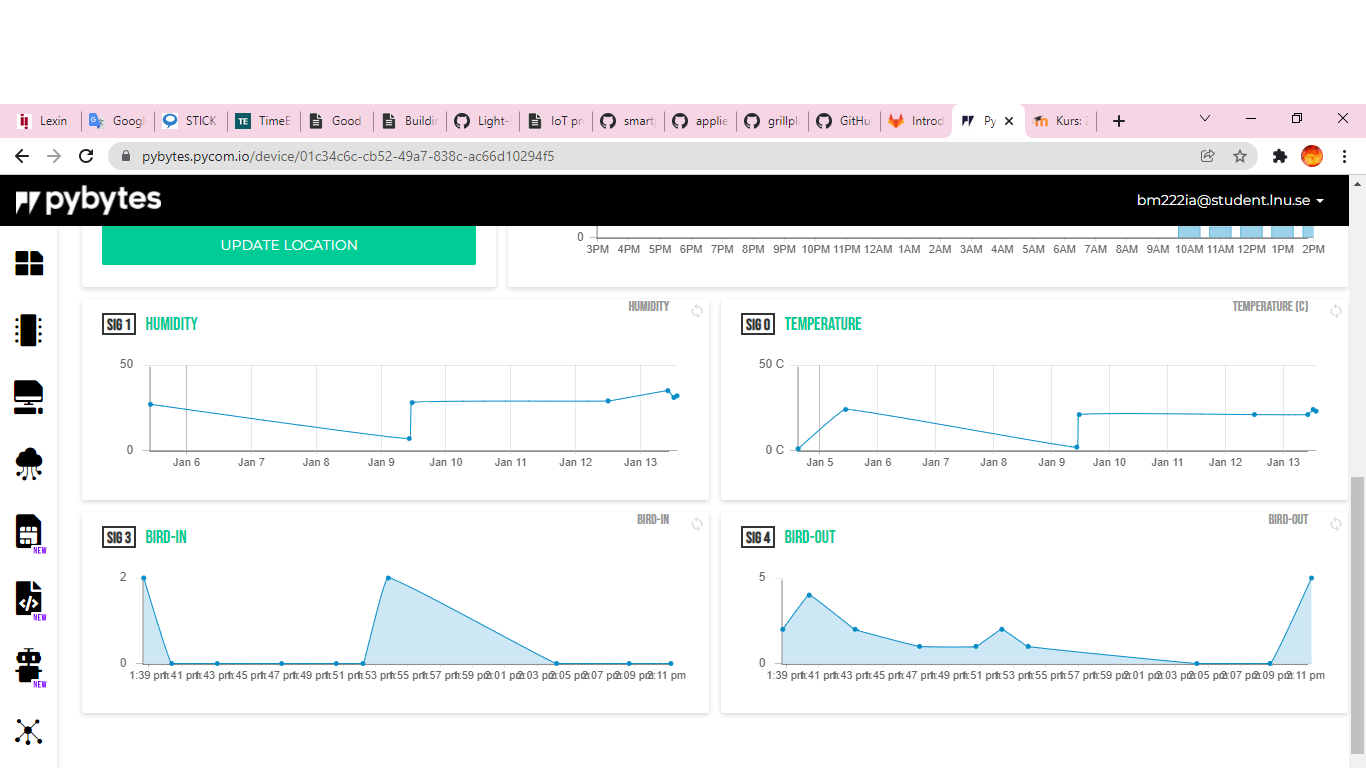 Lexin Googl STICK TimeE Good Buildin Light- IoT pr smart applie grillpl GitHu Introd Py Kurs:
pybytes.pycom.io/device/01c34c6c-cb52-49a7-838c-ac66d10294f5
pybytes bm222ia@student.lnu.se
UPDATE LOCATION
0
3PM 4PM 5PM 6PM 7PM 8PM 9PM 10PM 11PM 12AM 1AM 2AM 3AM 4AM 5AM 6AM 7AM 8AM 9AM 10AM 11AM 12PM 1PM 2PM
HUMIDITY
SIG 1 HUMIDITY
50
0
Jan 6 Jan 7 Jan 8 Jan 9 Jan 10 Jan 11 Jan 12 Jan 13
TEMPERATURE (C)
SIG 0 TEMPERATURE
50 C
0 C
Jan 5 Jan 6 Jan 7 Jan 8 Jan 9 Jan 10 Jan 11 Jan 12 Jan 13
BIRD-IN
SIG 3 BIRD-IN
2
0
1:39 pm 1:41 pm 1:43 pm 1:45 pm 1:47 pm 1:49 pm 1:51 pm 1:53 pm 1:55 pm 1:57 pm 1:59 pm 2:01 pm 2:03 pm 2:05 pm 2:07 pm 2:09 pm 2:11 pm
BIRD-OUT
SIG 4 BIRD-OUT
5
0
1:39 pm 1:41 pm 1:43 pm 1:45 pm 1:47 pm 1:49 pm 1:51 pm 1:53 pm 1:55 pm 1:57 pm 1:59 pm 2:01 pm 2:03 pm 2:05 pm 2:07 pm 2:09 pm 2:11 pm
NEW
NEW
NEW